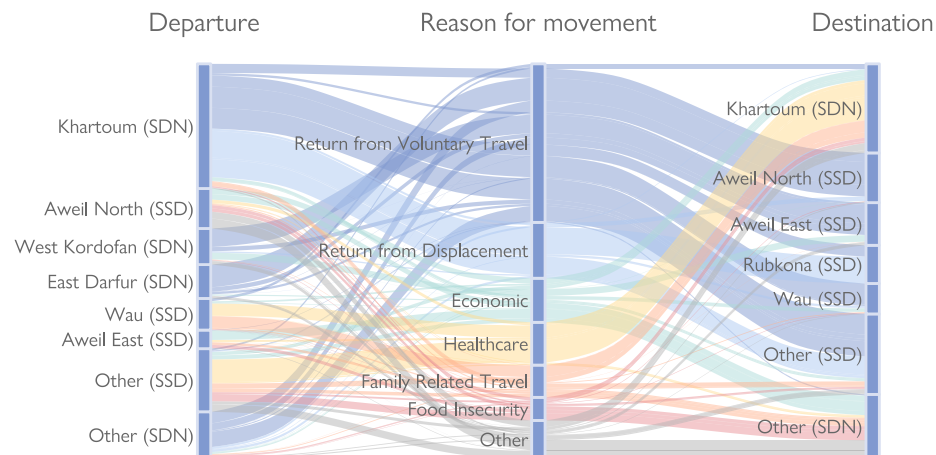 Departure
Reason for movement
Destination
Khartoum (SDN)
Aweil North (SSD)
West Kordofan (SDN)
East Darfur (SDN)
Wau (SSD)
Aweil East (SSD)
Other (SSD)
Other (SDN)
Return from Voluntary Travel
Return from Displacement
Economic
Healthcare
Family Related Travel
Food Insecurity
Other
Khartoum (SDN)
Aweil North (SSD)
Aweil East (SSD)
Rubkona (SSD)
Wau (SSD)
Other (SSD)
Other (SDN)